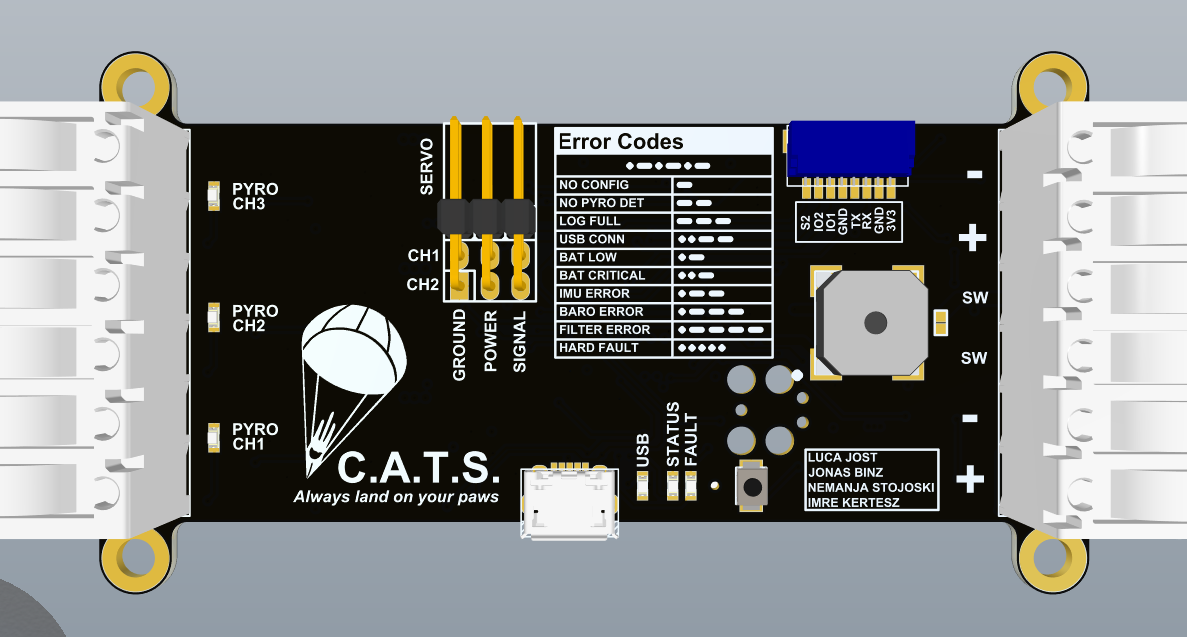 PYRO
CH3
PYRO
CH2
PYRO
CH1
SERVO
CH1
CH2
GROUND
POWER
SIGNAL
Error Codes
NO CONFIG
NO PYRO DET
LOG FULL
USB CONN
BAT LOW
BAT CRITICAL
IMU ERROR
BARO ERROR
FILTER ERROR
HARD FAULT
S2
IO2
IO1
GND
TX
RX
GND
3V3
-
+
SW
SW
-
+
C.A.T.S.
Always land on your paws
USB
STATUS
FAULT
LUCA JOST
JONAS BINZ
NEMANJA STOJOSKI
IMRE KERTESZ